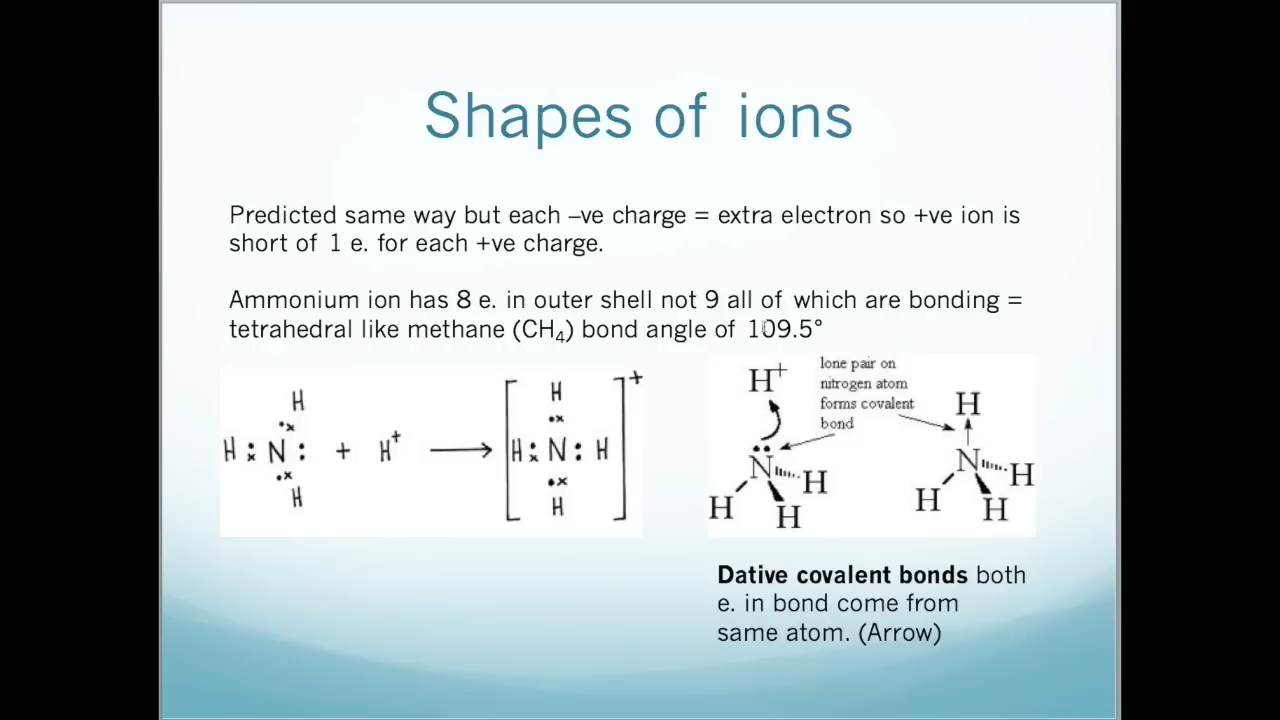 Shapes of ions
Predicted same way but each –ve charge = extra electron so +ve ion is
short of 1 e. for each +ve charge.
Ammonium ion has 8 e. in outer shell not 9 all of which are bonding =
tetrahedral like methane (CH₄) bond angle of 109.5°
H
H : N : + H⁺ → [H : N : H]⁺
H
H
H
H⁺
lone pair on
nitrogen atom
forms covalent
bond
H
N
H
H
H
N
H
H
H
Dative covalent bonds both
e. in bond come from
same atom. (Arrow)